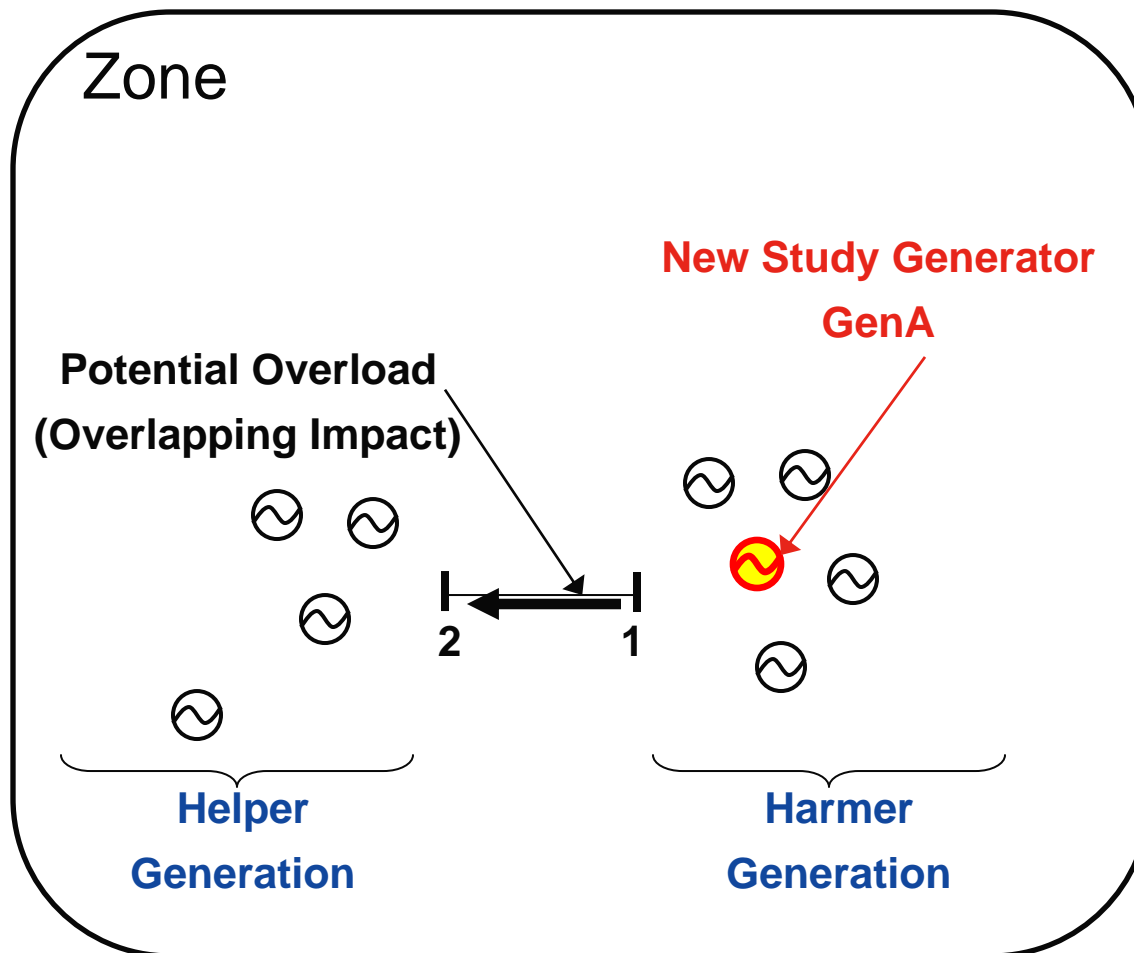 Zone
New Study Generator
GenA
Potential Overload
(Overlapping Impact)
2
1
Helper
Generation
Harmer
Generation